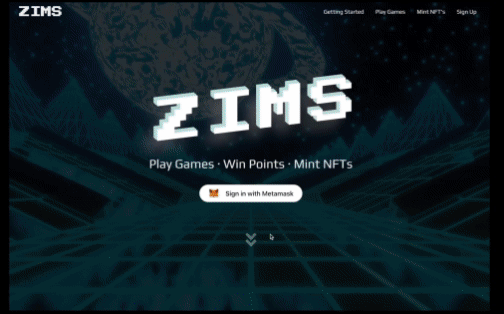 ZIMS
Getting Started
Play Games
Mint NFT's
Sign Up
ZIMS
Play Games · Win Points · Mint NFTs
Sign in with Metamask